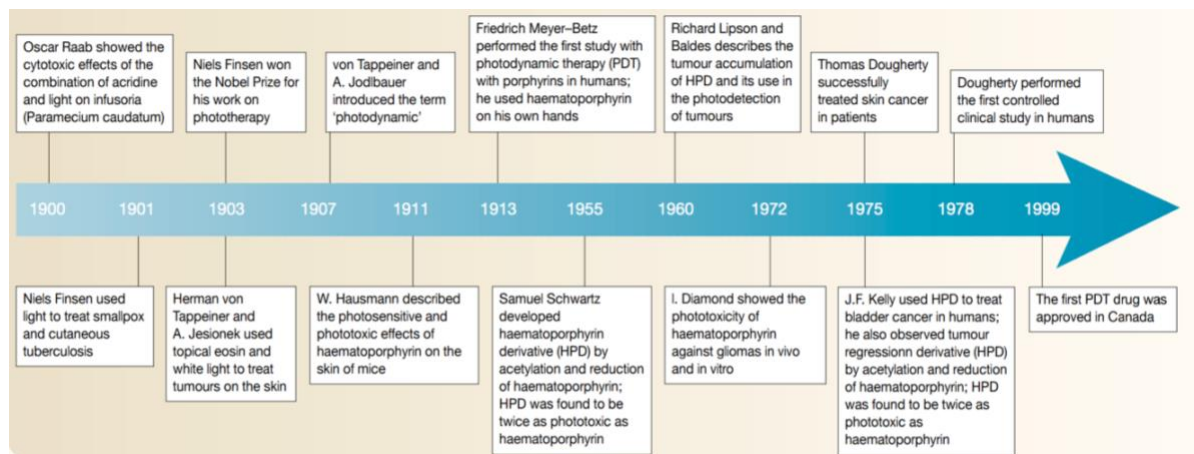 Oscar Raab showed the
cytotoxic effects of the
combination of acridine
and light on infusoria
(Paramecium caudatum)
Niels Finsen won
the Nobel Prize for
his work on
phototherapy
von Tappeiner and
A. Jodlbauer
introduced the term
'photodynamic'
Friedrich Meyer–Betz
performed the first study with
photodynamic therapy (PDT)
with porphyrins in humans;
he used haematoporphyrin
on his own hands
Richard Lipson and
Baldes describes the
tumour accumulation
of HPD and its use in
the photodetection
of tumours
Thomas Dougherty
successfully
treated skin cancer
in patients
Dougherty performed
the first controlled
clinical study in humans
1900 1901 1903 1907 1911 1913 1955 1960 1972 1975 1978 1999
Niels Finsen used
light to treat smallpox
and cutaneous
tuberculosis
Herman von
Tappeiner and
A. Jesionek used
topical eosin and
white light to treat
tumours on the skin
W. Hausmann described
the photosensitive and
phototoxic effects of
haematoporphyrin on the
skin of mice
Samuel Schwartz
developed
haematoporphyrin
derivative (HPD) by
acetylation and reduction
of haematoporphyrin;
HPD was found to be
twice as phototoxic as
haematoporphyrin
I. Diamond showed the
phototoxicity of
haematoporphyrin
against gliomas in vivo
and in vitro
J.F. Kelly used HPD to treat
bladder cancer in humans;
he also observed tumour
regressionn derivative (HPD)
by acetylation and reduction
of haematoporphyrin; HPD
was found to be twice as
phototoxic as
haematoporphyrin
The first PDT drug was
approved in Canada